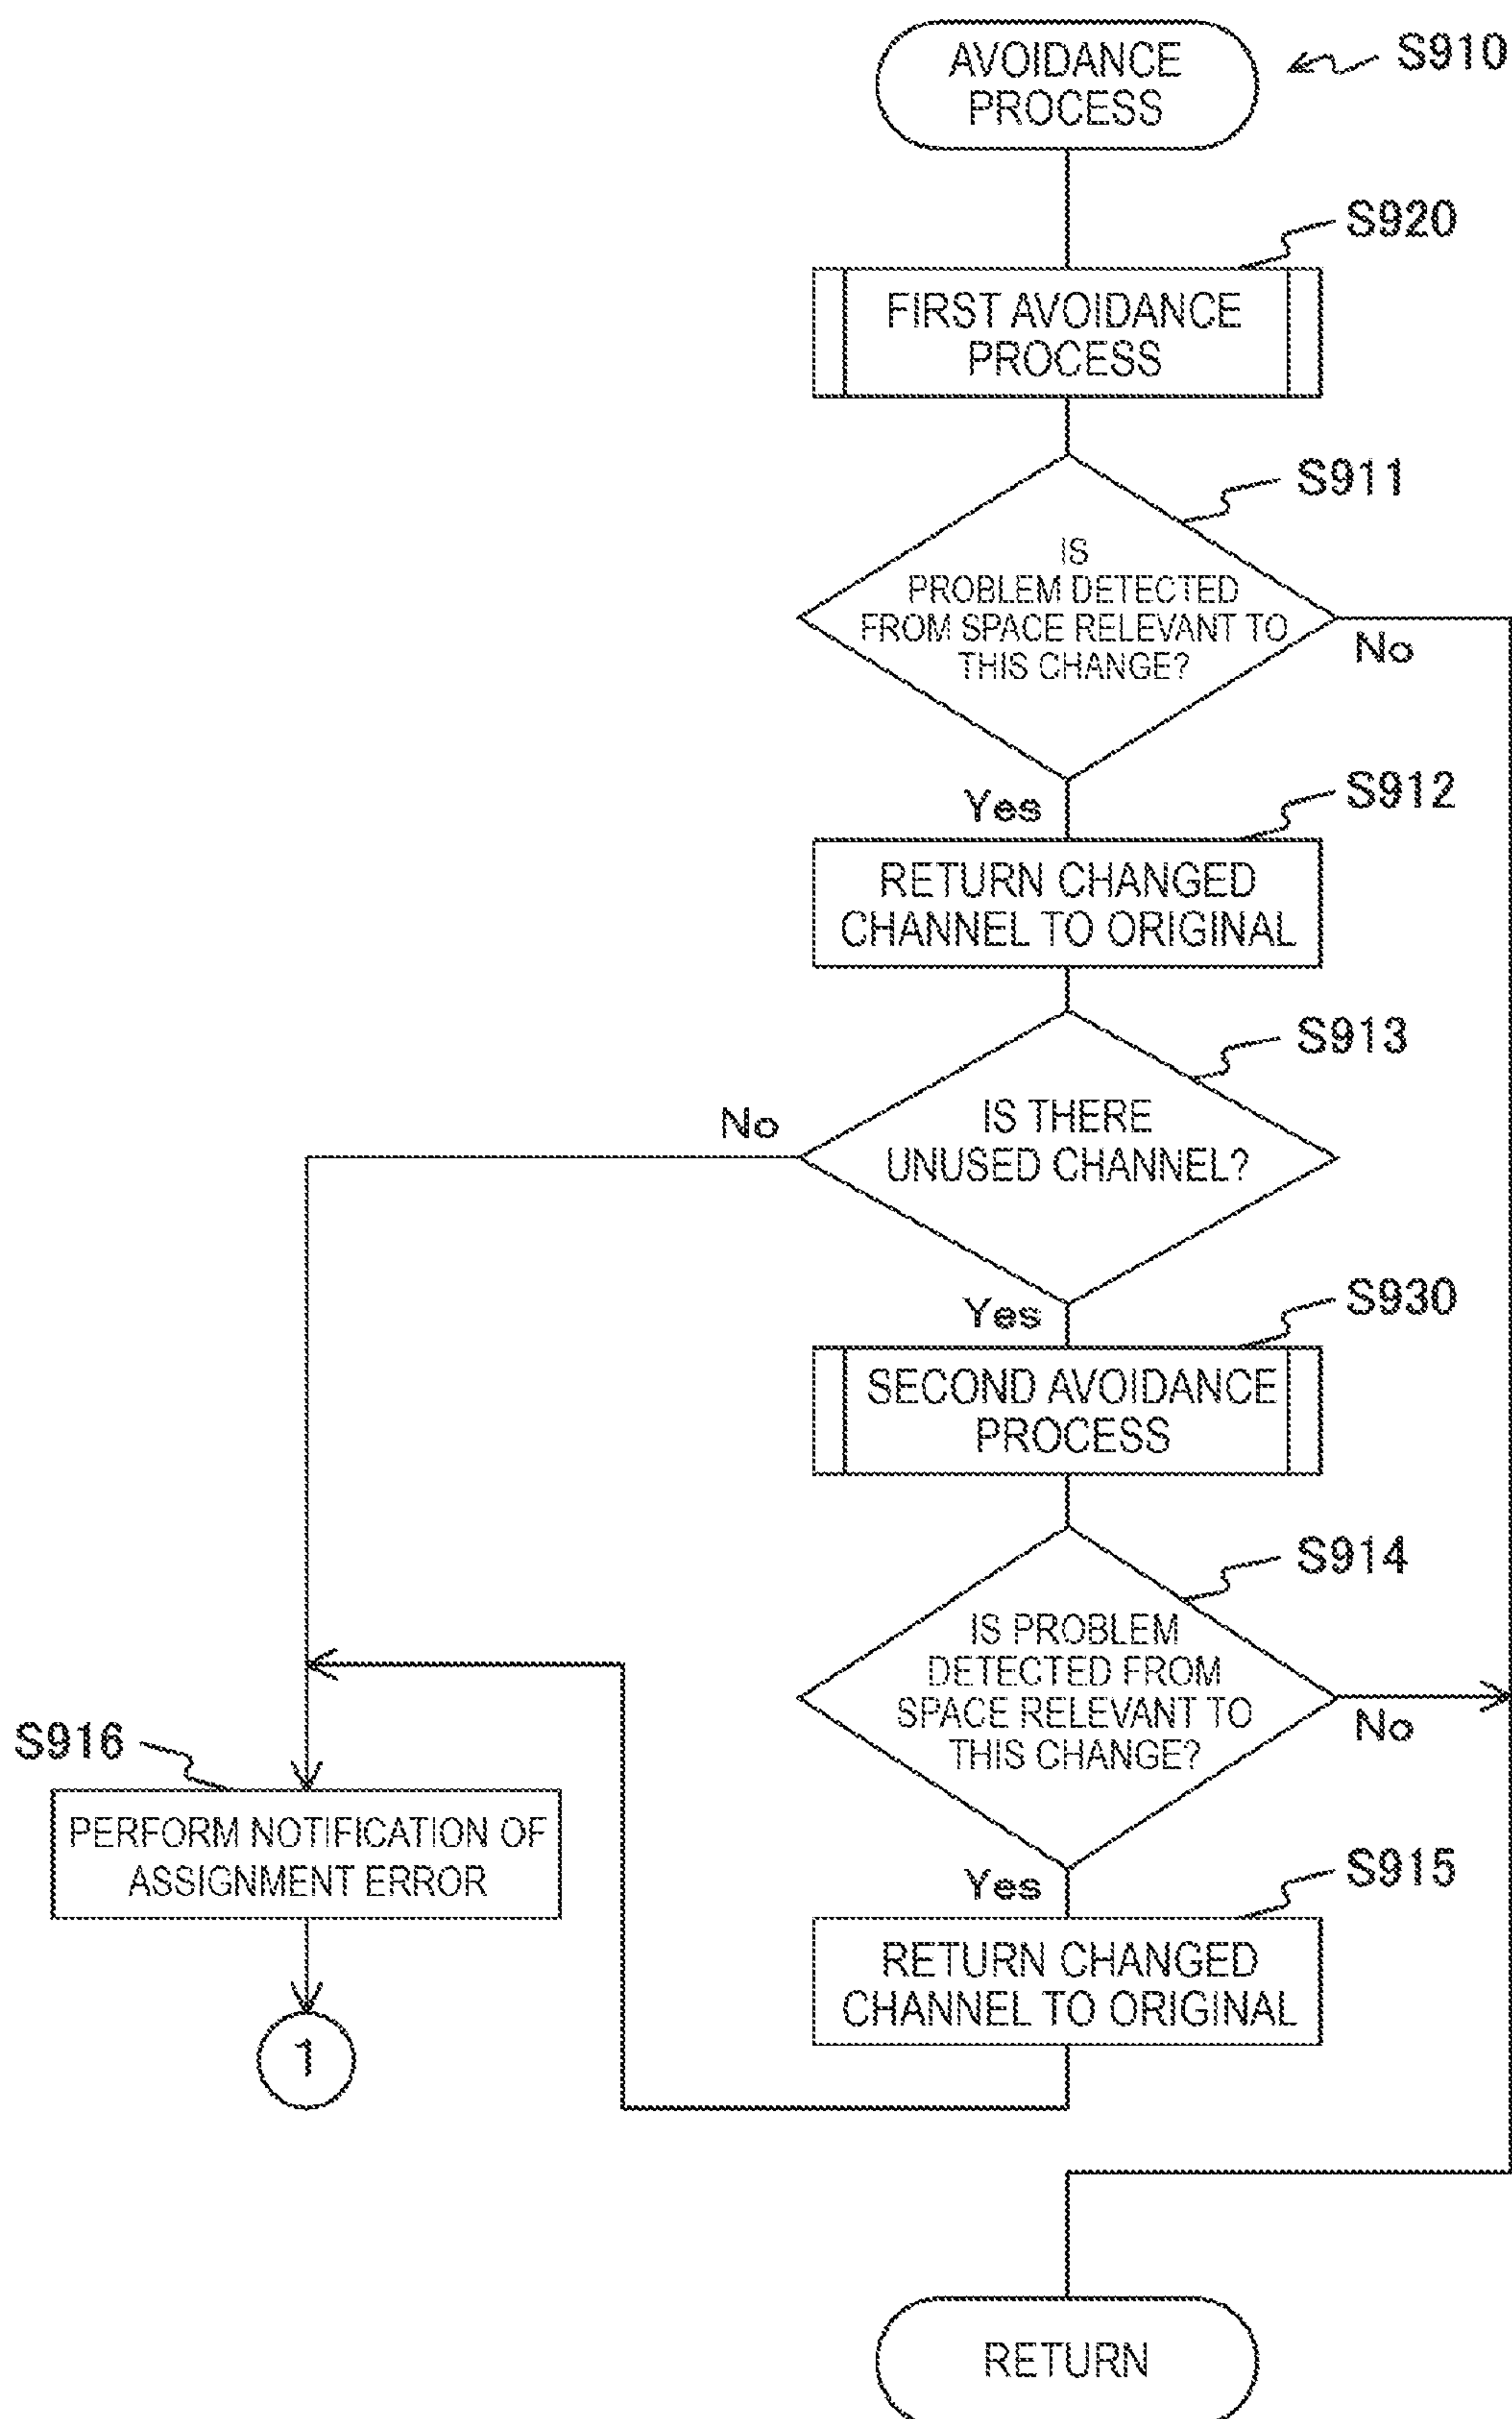 AVOIDANCE
PROCESS
S910
S920
FIRST AVOIDANCE
PROCESS
S911
IS
PROBLEM DETECTED
FROM SPACE RELEVANT TO
THIS CHANGE?
No
Yes
S912
RETURN CHANGED
CHANNEL TO ORIGINAL
S913
No
IS THERE
UNUSED CHANNEL?
Yes
S930
SECOND AVOIDANCE
PROCESS
S914
IS PROBLEM
DETECTED FROM
SPACE RELEVANT TO
THIS CHANGE?
No
S916
PERFORM NOTIFICATION OF
ASSIGNMENT ERROR
Yes
S915
RETURN CHANGED
CHANNEL TO ORIGINAL
1
RETURN